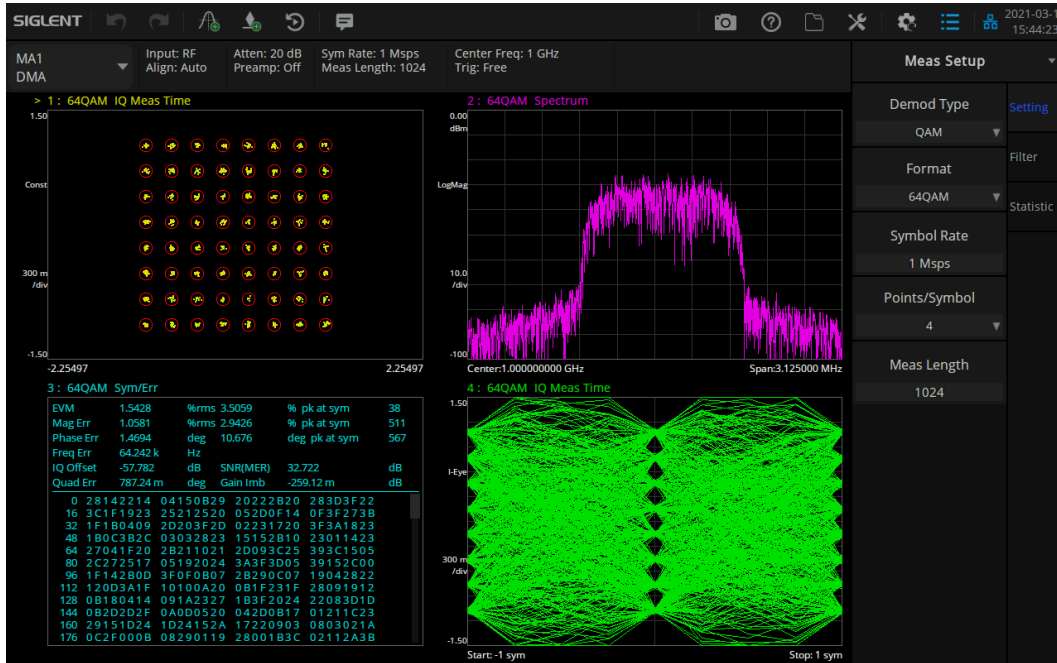 SIGLENT
2021-03-1
15:44:23
MA1
DMA
Input: RF
Align: Auto
Atten: 20 dB
Preamp: Off
Sym Rate: 1 Msps
Meas Length: 1024
Center Freq: 1 GHz
Trig: Free
Meas Setup
> 1: 64QAM IQ Meas Time
1.50
Const
300 m
/div
-1.50
-2.25497 2.25497
2: 64QAM Spectrum
0.00
dBm
LogMag
10.0
/div
-100
Center:1.000000000 GHz Span:3.125000 MHz
3: 64QAM Sym/Err
EVM 1.5428 %rms 3.5059 % pk at sym 38
Mag Err 1.0581 %rms 2.9426 % pk at sym 511
Phase Err 1.4694 deg 10.676 deg pk at sym 567
Freq Err 64.242 k Hz
IQ Offset -57.782 dB SNR(MER) 32.722 dB
Quad Err 787.24 m deg Gain Imb -259.12 m dB
0 28142214 04150B29 20222B20 283D3F22
16 3C1F1923 25212520 052D0F14 0F3F273B
32 1F1B0409 2D203F2D 02231720 3F3A1823
48 1B0C3B2C 03032823 15152B10 23011423
64 27041F20 2B211021 2D093C25 393C1505
80 2C272517 05192024 3A3F3D05 39152C00
96 1F142B0D 3F0F0B07 2B290C07 19042822
112 120D3A1F 10100A20 0B1F231F 28091912
128 0B180414 091A2327 1B3F2024 22083D1D
144 0B2D2D2F 0A0D0520 042D0B17 01211C23
160 29151D24 1D24152A 17220903 0803021A
176 0C2F000B 08290119 28001B3C 02112A3B
4: 64QAM IQ Meas Time
1.50
I-Eye
300 m
/div
-1.50
Start: -1 sym Stop: 1 sym
Demod Type
QAM
Format
64QAM
Symbol Rate
1 Msps
Points/Symbol
4
Meas Length
1024
Setting
Filter
Statistic